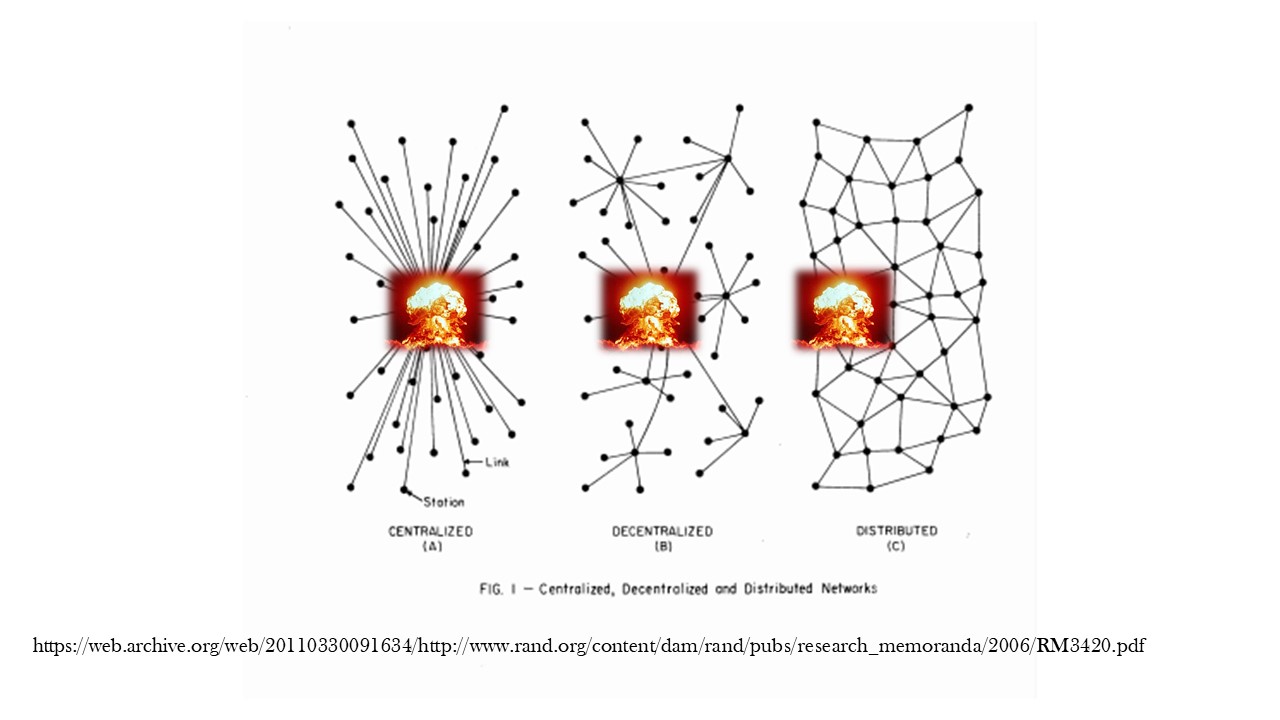 Link
Station
CENTRALIZED
(A)
DECENTRALIZED
(B)
DISTRIBUTED
(C)
FIG. 1 — Centralized, Decentralized and Distributed Networks
https://web.archive.org/web/20110330091634/http://www.rand.org/content/dam/rand/pubs/research_memoranda/2006/RM3420.pdf